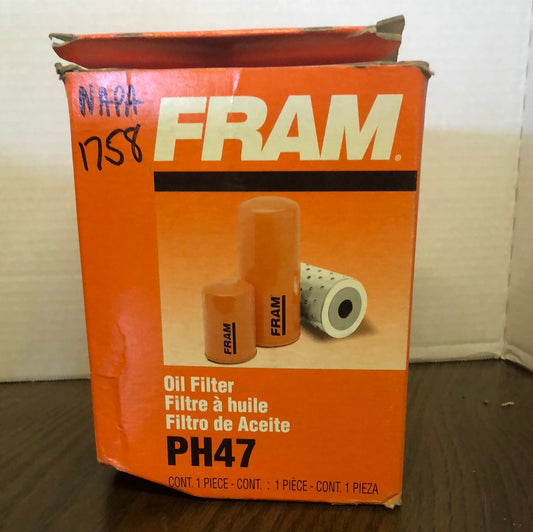 NAPA
1758
FRAM®
FRAM
FRAM
Oil Filter
Filtre à huile
Filtro de Aceite
PH47
CONT. 1 PIECE - CONT. : 1 PIÈCE - CONT. 1 PIEZA